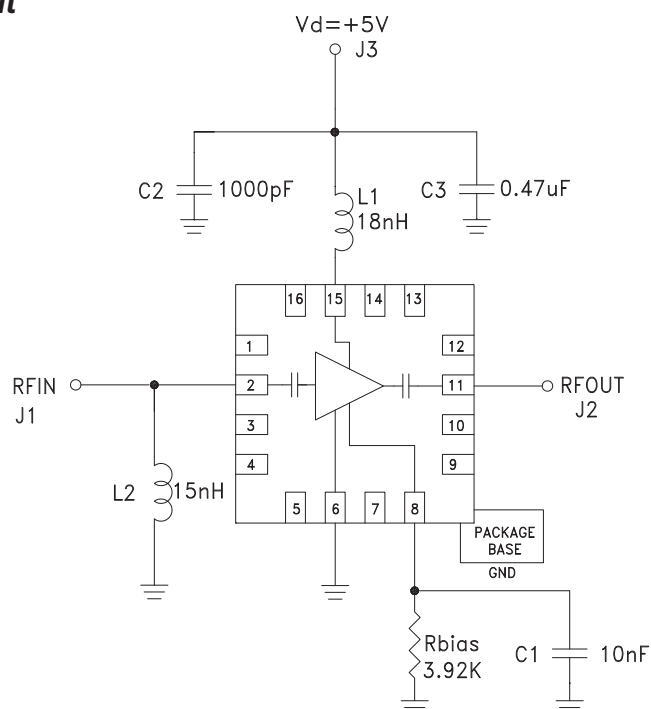 Vd=+5V
J3
C2 1000pF
L1
18nH
C3 0.47uF
16 15 14 13
1
12
RFIN
2
11
RFOUT
J1
J2
3
10
4
9
L2 15nH
5 6 7 8
PACKAGE
BASE
GND
Rbias
3.92K
C1 10nF